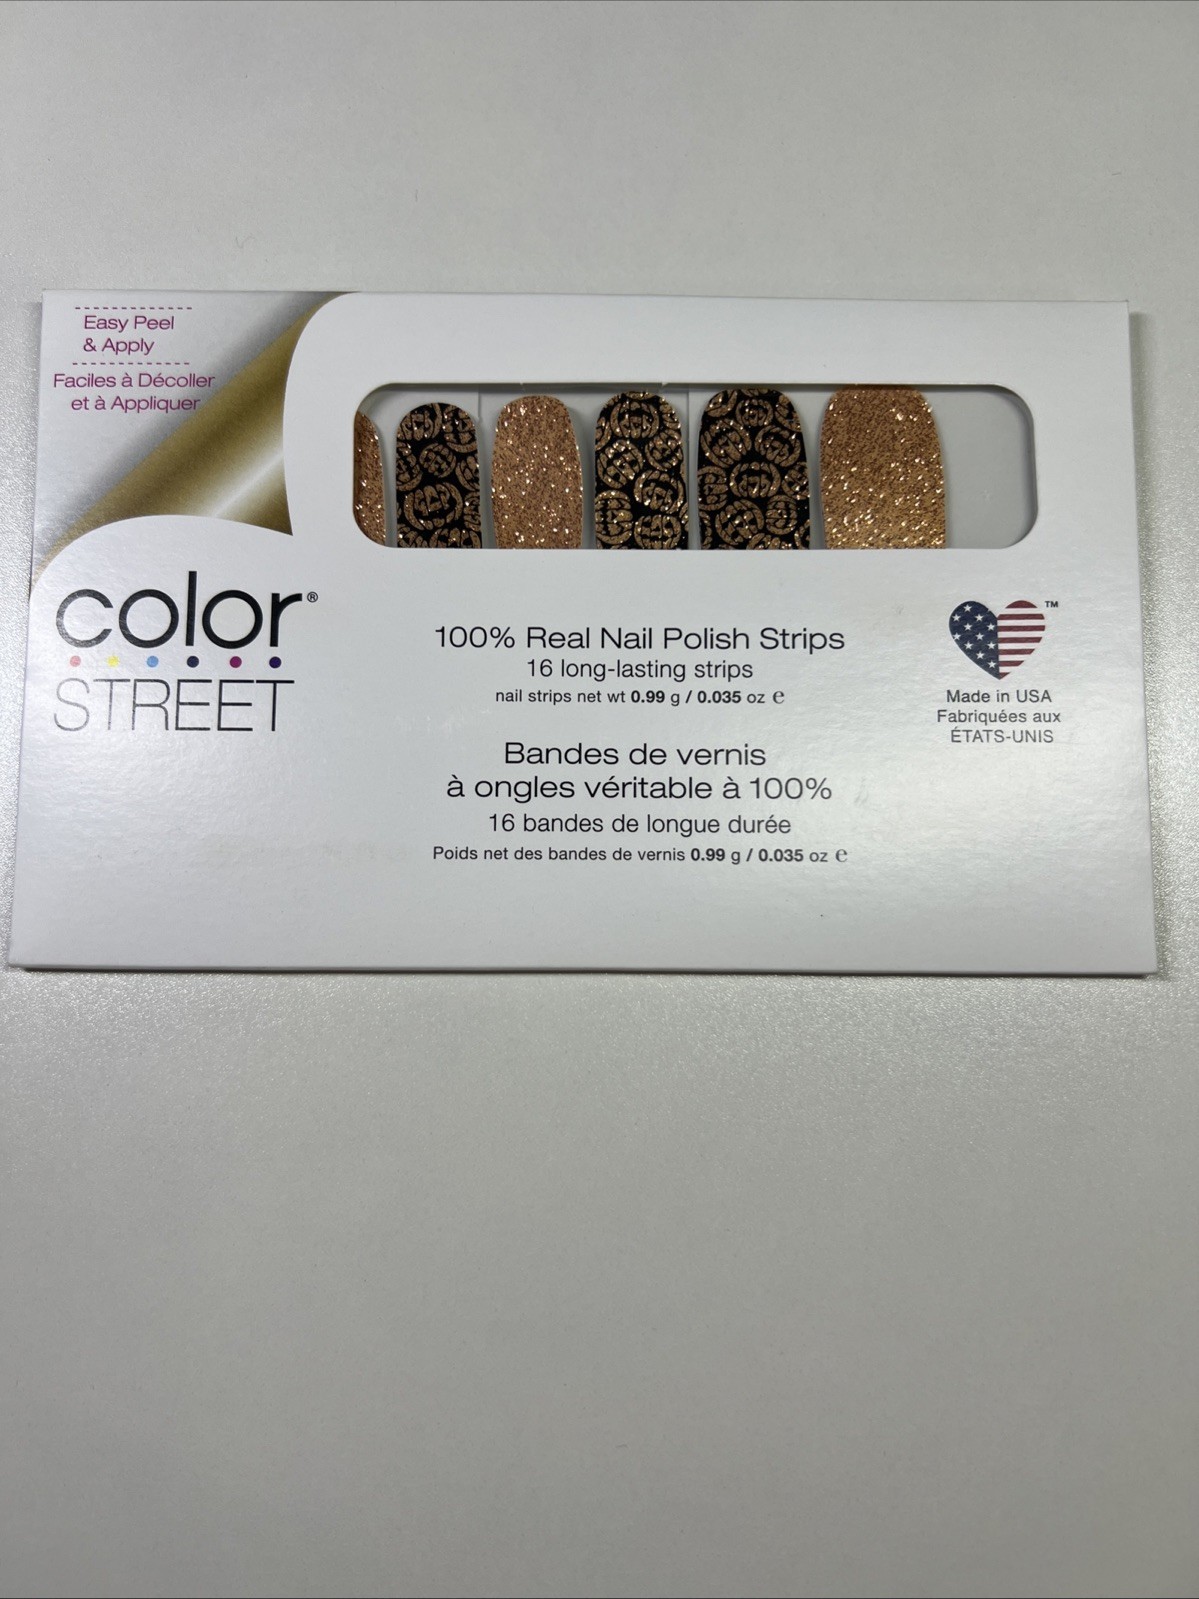 Easy Peel
& Apply
Faciles à Décoller
et à Appliquer
color®
STREET
100% Real Nail Polish Strips
16 long-lasting strips
nail strips net wt 0.99 g / 0.035 oz ℮
Bandes de vernis
à ongles véritable à 100%
16 bandes de longue durée
Poids net des bandes de vernis 0.99 g / 0.035 oz ℮
™
Made in USA
Fabriquées aux
ÉTATS-UNIS